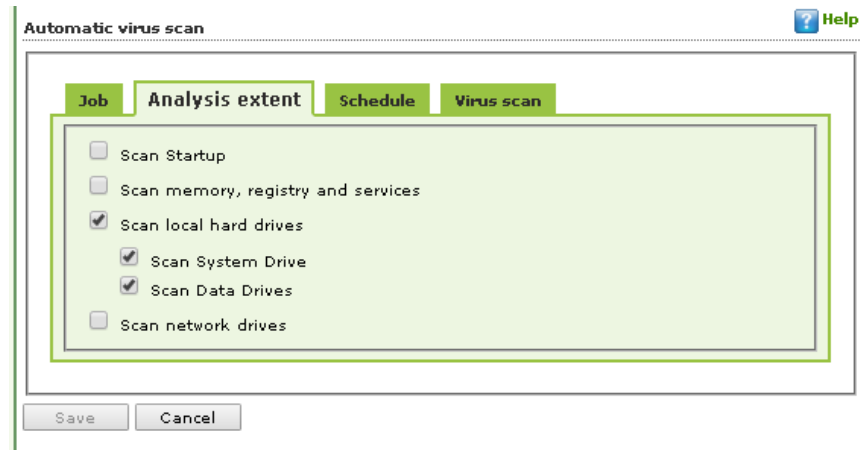 Automatic virus scan
Help
Job Analysis extent Schedule Virus scan
Scan Startup
Scan memory, registry and services
Scan local hard drives
Scan System Drive
Scan Data Drives
Scan network drives
Save Cancel